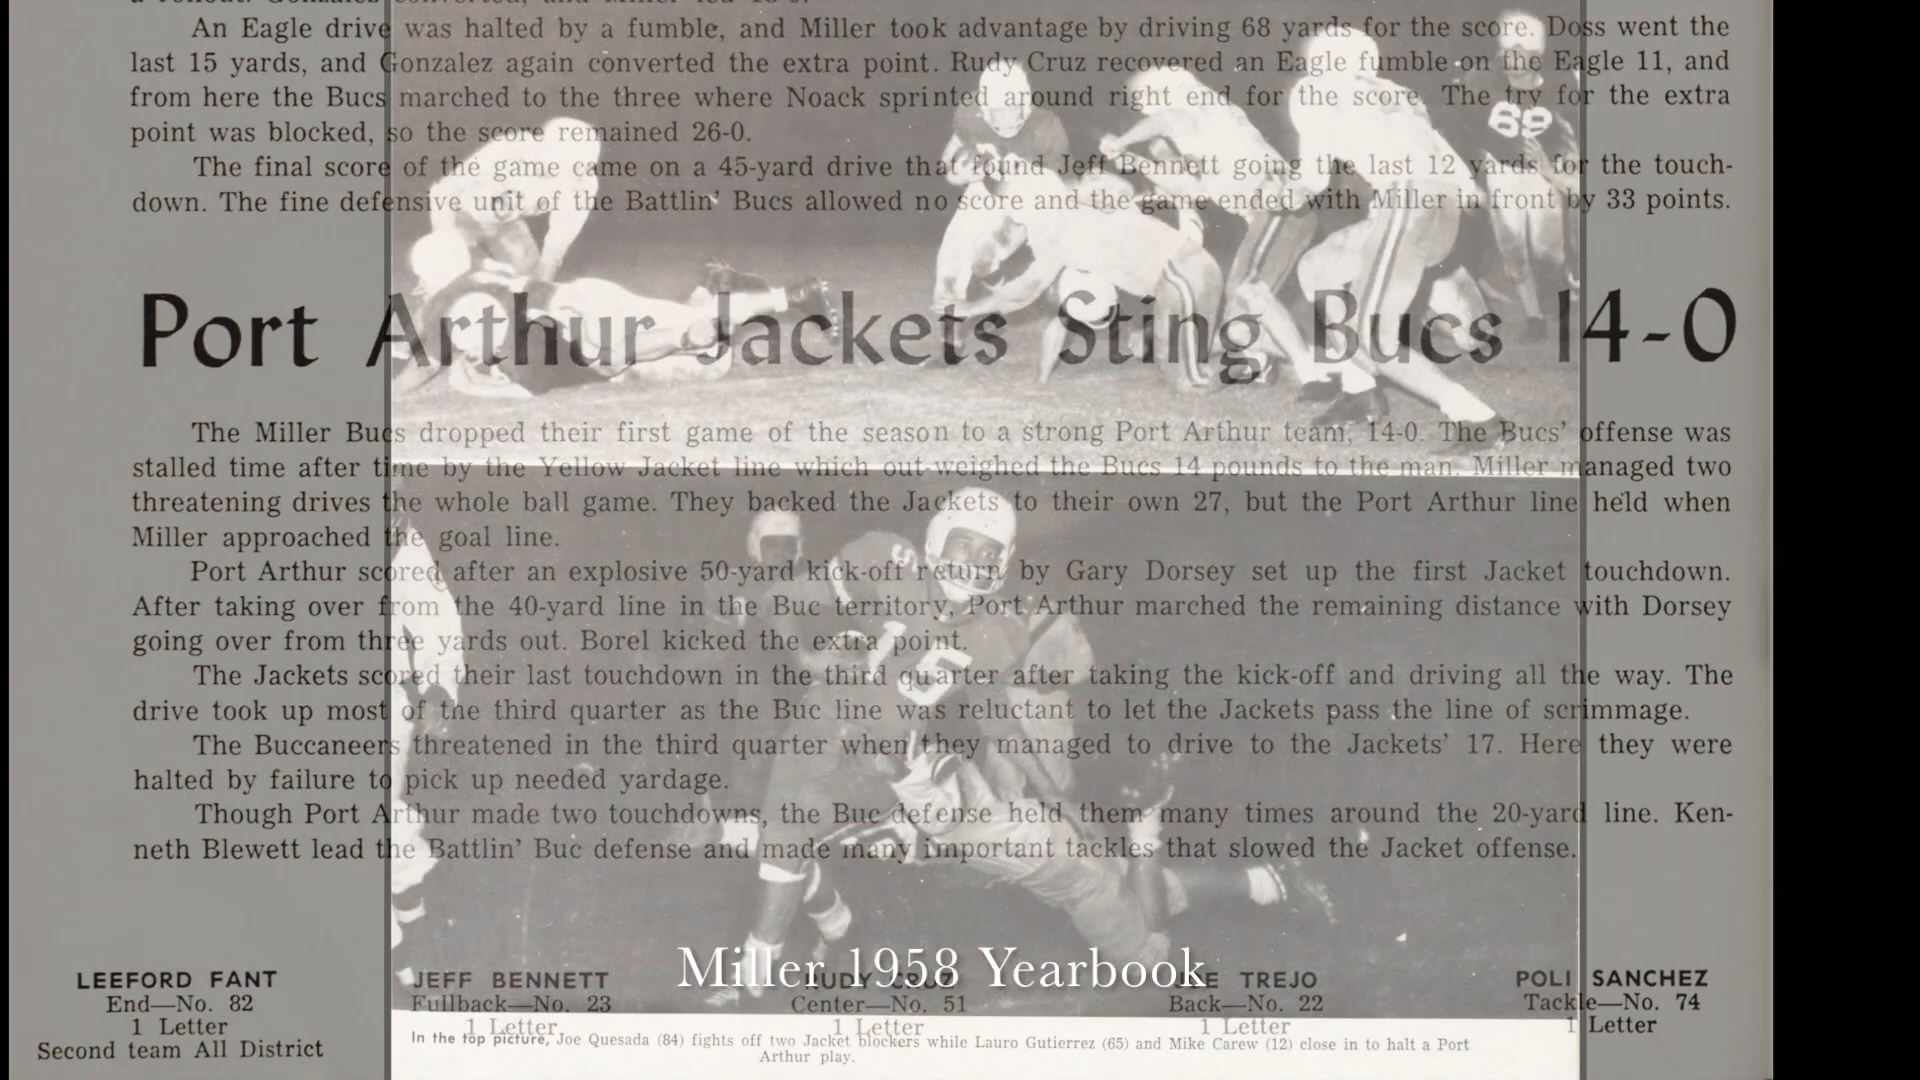 An Eagle drive was halted by a fumble, and Miller took advantage by driving 68 yards for the score. Doss went the
last 15 yards, and Gonzalez again converted the extra point. Rudy Cruz recovered an Eagle fumble on the Eagle 11, and
from here the Bucs marched to the three where Noack sprinted around right end for the score. The try for the extra
point was blocked, so the score remained 26-0.
The final score of the game came on a 45-yard drive that found Jeff Bennett going the last 12 yards for the touch-
down. The fine defensive unit of the Battlin' Bucs allowed no score and the game ended with Miller in front by 33 points.
69
Port Arthur Jackets Sting Bucs 14-0
The Miller Bucs dropped their first game of the season to a strong Port Arthur team, 14-0. The Bucs' offense was
stalled time after time by the Yellow Jacket line which out-weighed the Bucs 14 pounds to the man. Miller managed two
threatening drives the whole ball game. They backed the Jackets to their own 27, but the Port Arthur line held when
Miller approached the goal line.
Port Arthur scored after an explosive 50-yard kick-off return by Gary Dorsey set up the first Jacket touchdown.
After taking over from the 40-yard line in the Buc territory, Port Arthur marched the remaining distance with Dorsey
going over from three yards out. Borel kicked the extra point.
The Jackets scored their last touchdown in the third quarter after taking the kick-off and driving all the way. The
drive took up most of the third quarter as the Buc line was reluctant to let the Jackets pass the line of scrimmage.
The Buccaneers threatened in the third quarter when they managed to drive to the Jackets' 17. Here they were
halted by failure to pick up needed yardage.
Though Port Arthur made two touchdowns, the Buc defense held them many times around the 20-yard line. Ken-
neth Blewett lead the Battlin' Buc defense and made many important tackles that slowed the Jacket offense.
Miller 1958 Yearbook
LEEFORD FANT
End—No. 82
1 Letter
Second team All District
JEFF BENNETT
Fullback—No. 23
1 Letter
RUDY CRUZ
Center—No. 51
1 Letter
TREJO
Back—No. 22
1 Letter
POLI SANCHEZ
Tackle—No. 74
1 Letter
In the top picture, Joe Quesada (84) fights off two Jacket blockers while Lauro Gutierrez (65) and Mike Carew (12) close in to halt a Port
Arthur play.